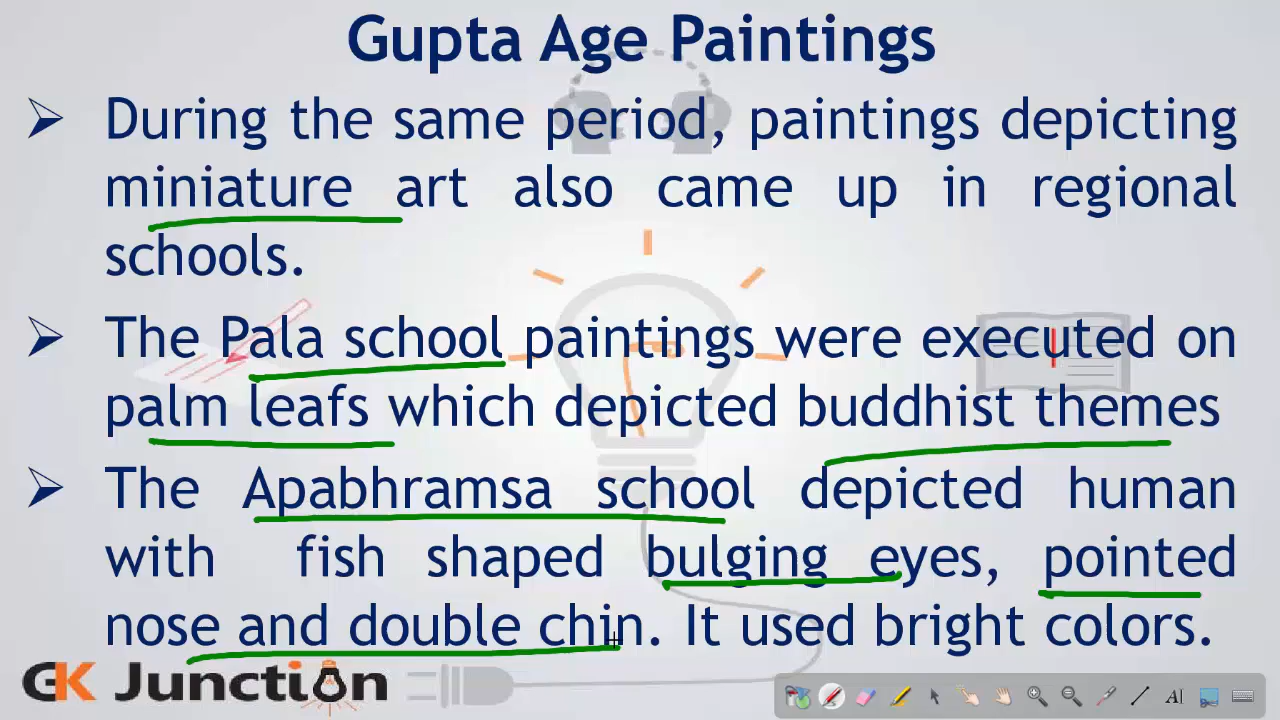 Gupta Age Paintings
➢ During the same period, paintings depicting
miniature art also came up in regional
schools.
➢ The Pala school paintings were executed on
palm leafs which depicted buddhist themes
➢ The Apabhramsa school depicted human
with fish shaped bulging eyes, pointed
nose and double chin. It used bright colors.
GK Junction
A